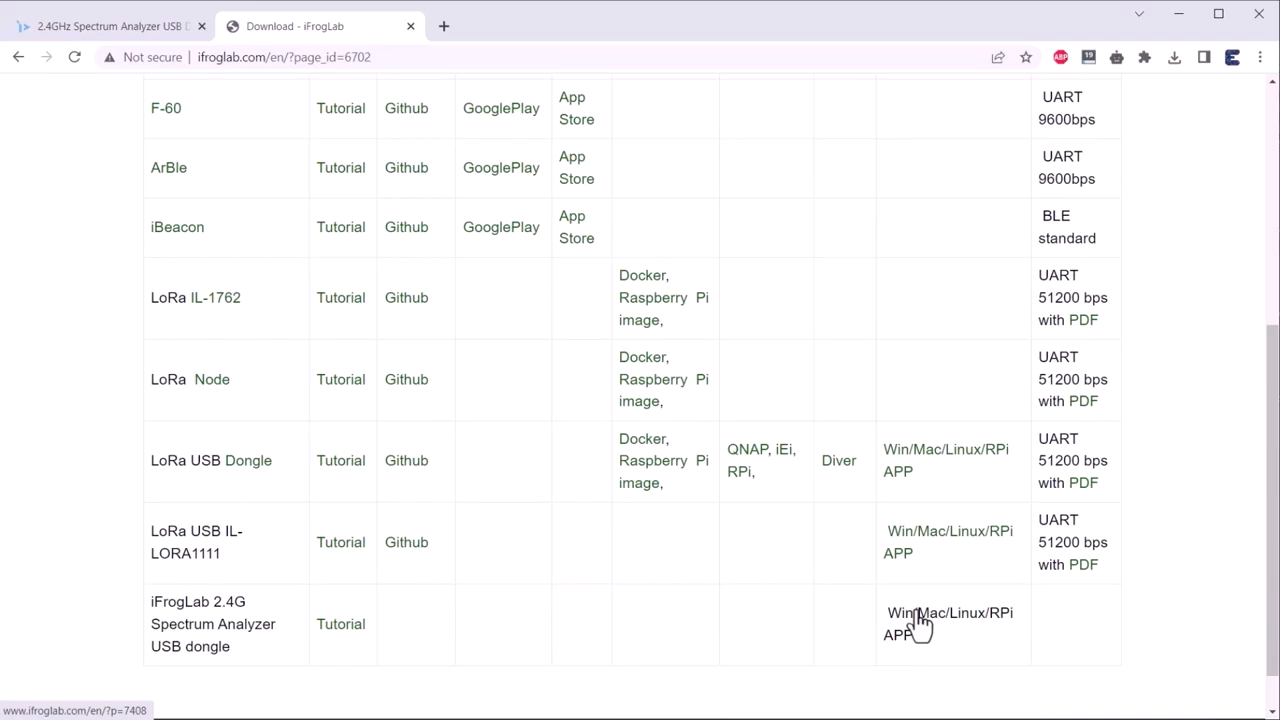 2.4GHz Spectrum Analyzer USB D
Download - iFrogLab
Not secure
ifroglab.com/en/?page_id=6702
ABP
19
F-60
Tutorial
Github
GooglePlay
App
Store
UART
9600bps
ArBle
Tutorial
Github
GooglePlay
App
Store
UART
9600bps
iBeacon
Tutorial
Github
GooglePlay
App
Store
BLE
standard
LoRa IL-1762
Tutorial
Github
Docker,
Raspberry Pi
image,
UART
51200 bps
with PDF
LoRa Node
Tutorial
Github
Docker,
Raspberry Pi
image,
UART
51200 bps
with PDF
LoRa USB Dongle
Tutorial
Github
Docker,
Raspberry Pi
image,
QNAP, iEi,
RPi,
Diver
Win/Mac/Linux/RPi
APP
UART
51200 bps
with PDF
LoRa USB IL-
LORA1111
Tutorial
Github
Win/Mac/Linux/RPi
APP
UART
51200 bps
with PDF
iFrogLab 2.4G
Spectrum Analyzer
USB dongle
Tutorial
Win/Mac/Linux/RPi
APP
www.ifroglab.com/en/?p=7408